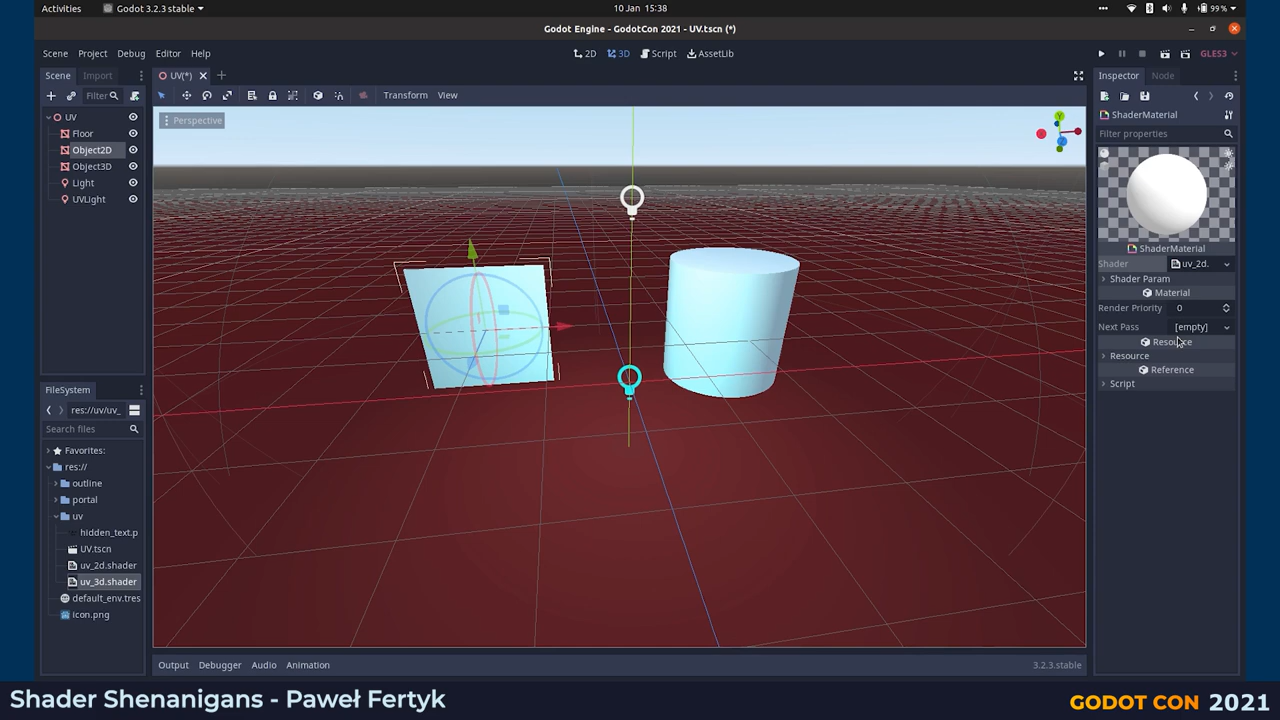 Activities
Godot 3.2.3 stable
10 Jan 15:38
99 %
Godot Engine - GodotCon 2021 - UV.tscn (*)
Scene Project Debug Editor Help
2D 3D Script AssetLib
GLES3
Scene Import
UV(*)
Inspector Node
Filter
Transform View
ShaderMaterial
Filter properties
UV
Floor
Object2D
Object3D
Light
UVLight
Perspective
Y
Z
ShaderMaterial
Shader uv_2d.
Shader Param
Material
Render Priority 0
Next Pass [empty]
Resource
Resource
Reference
Script
FileSystem
res://uv/uv_
Search files
Favorites:
res://
outline
portal
uv
hidden_text.p
UV.tscn
uv_2d.shader
uv_3d.shader
default_env.tres
icon.png
Output Debugger Audio Animation
3.2.3.stable
Shader Shenanigans - Paweł Fertyk
GODOT CON 2021